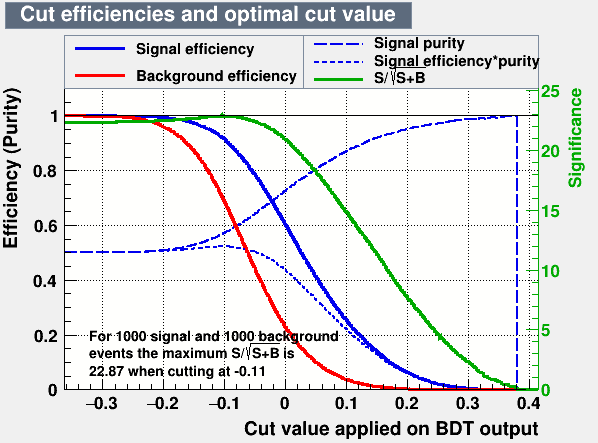 Cut efficiencies and optimal cut value
Signal efficiency
Background efficiency
Signal purity
Signal efficiency*purity
S/√S+B
Efficiency (Purity)
1
0.8
0.6
0.4
0.2
0
25
20
15
10
5
0
Significance
For 1000 signal and 1000 background
events the maximum S/√S+B is
22.87 when cutting at -0.11
−0.3 −0.2 −0.1 0 0.1 0.2 0.3 0.4
Cut value applied on BDT output